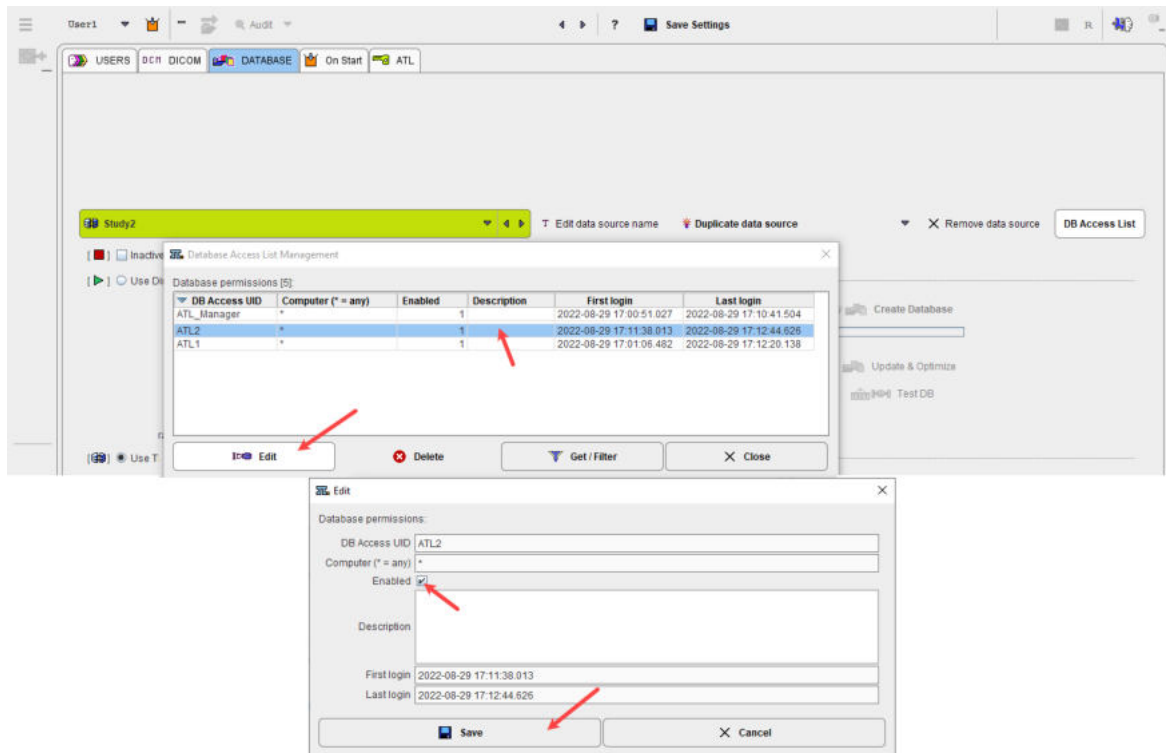 User1 Audit ? Save Settings R
USERS DCM DICOM DATABASE On Start ATL
Study2 T Edit data source name Duplicate data source Remove data source DB Access List
[ ] Inactive Database Access List Management
[ ] Use Di Database permissions [5]:
DB Access UID Computer (* = any) Enabled Description First login Last login
ATL_Manager * 1 2022-08-29 17:00:51.027 2022-08-29 17:10:41.504
Create Database
ATL2 * 1 2022-08-29 17:11:38.013 2022-08-29 17:12:44.626
ATL1 * 1 2022-08-29 17:01:06.482 2022-08-29 17:12:20.138
Update & Optimize
Test DB
[ ] Use T Edit Delete Get / Filter Close
Edit
Database permissions:
DB Access UID ATL2
Computer (* = any) *
Enabled
Description
First login 2022-08-29 17:11:38.013
Last login 2022-08-29 17:12:44.626
Save Cancel